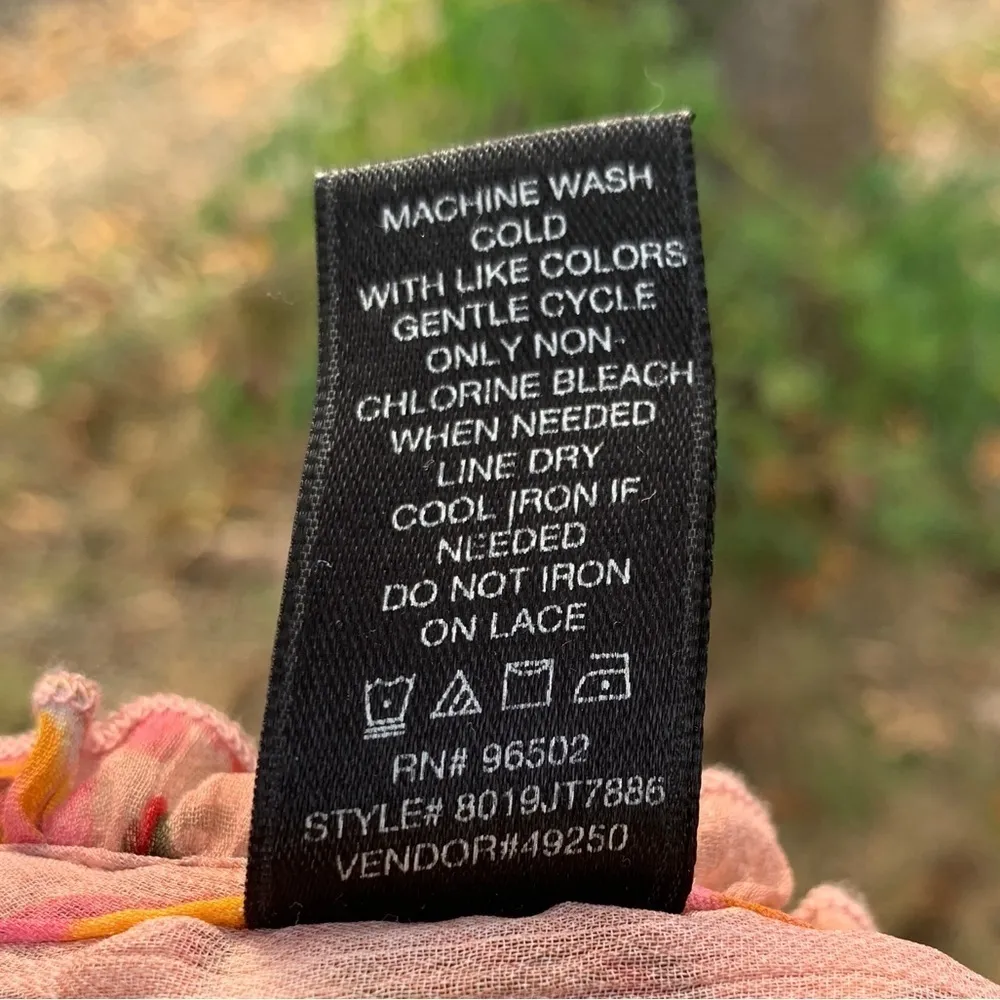 MACHINE WASH
COLD
WITH LIKE COLORS
GENTLE CYCLE
ONLY NON-
CHLORINE BLEACH
WHEN NEEDED
LINE DRY
COOL IRON IF
NEEDED
DO NOT IRON
ON LACE
RN# 96502
STYLE# 8019JT7886
VENDOR#49250